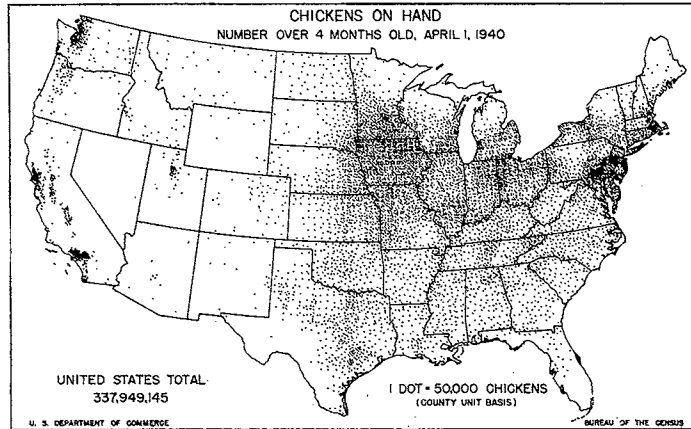 CHICKENS ON HAND
NUMBER OVER 4 MONTHS OLD, APRIL 1, 1940
UNITED STATES TOTAL
337,949,145
1 DOT = 50,000 CHICKENS
(COUNTY UNIT BASIS)
U. S. DEPARTMENT OF COMMERCE
BUREAU OF THE CENSUS